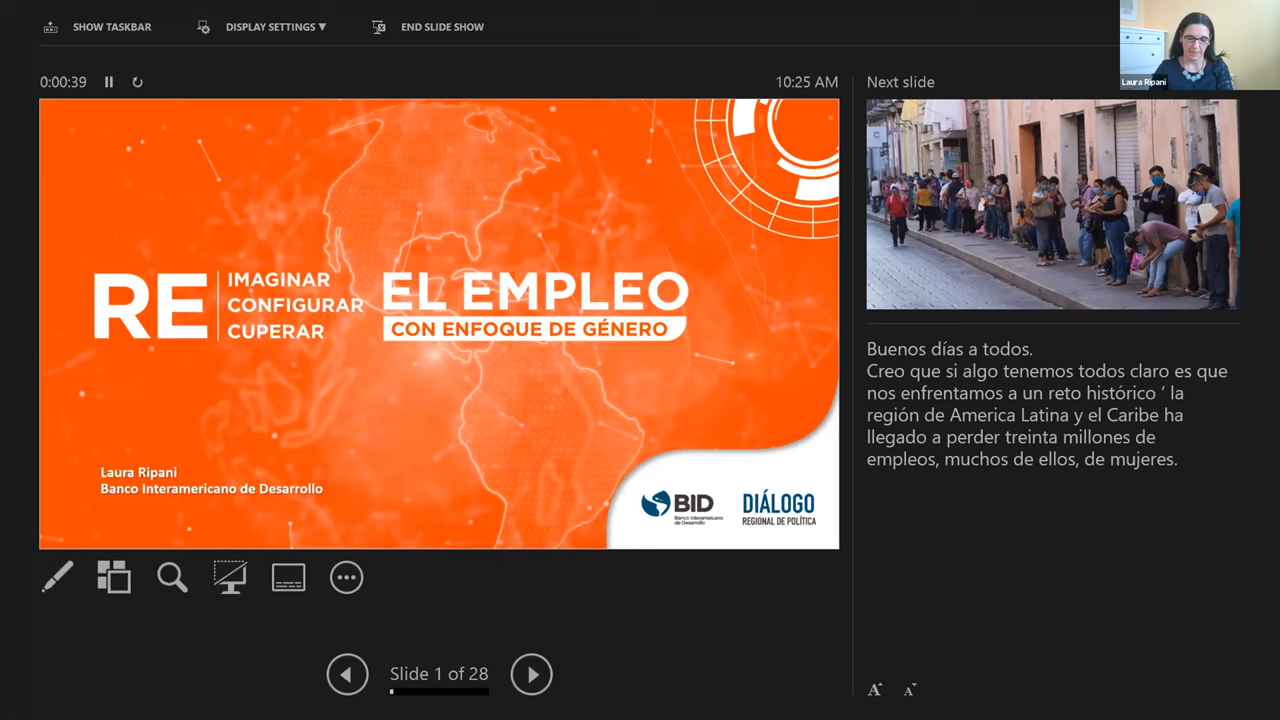 SHOW TASKBAR
DISPLAY SETTINGS ▼
END SLIDE SHOW
Laura Ripani
0:00:39
10:25 AM
Next slide
RE
IMAGINAR
CONFIGURAR
CUPERAR
EL EMPLEO
CON ENFOQUE DE GÉNERO
Laura Ripani
Banco Interamericano de Desarrollo
BID
Banco Interamericano
de Desarrollo
DIÁLOGO
REGIONAL DE POLÍTICA
Buenos días a todos.
Creo que si algo tenemos todos claro es que
nos enfrentamos a un reto histórico ’ la
región de America Latina y el Caribe ha
llegado a perder treinta millones de
empleos, muchos de ellos, de mujeres.
Slide 1 of 28
A A